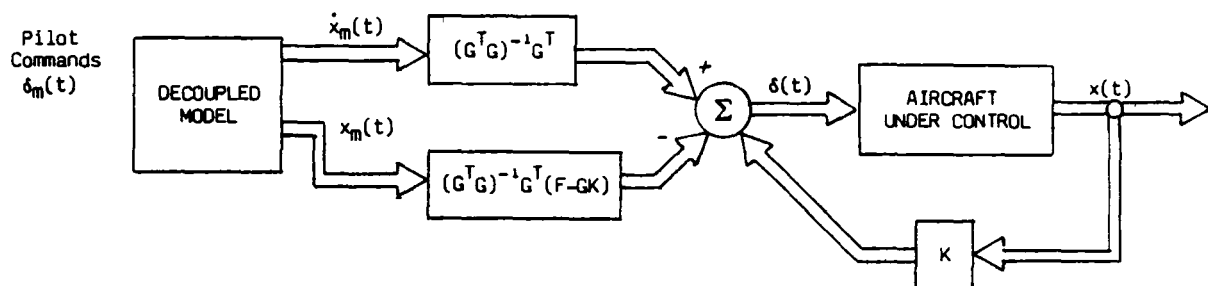 Pilot
Commands
δₘ(t)
DECOUPLED
MODEL
ẋₘ(t)
xₘ(t)
(GᵀG)⁻¹Gᵀ
(GᵀG)⁻¹Gᵀ(F-GK)
+
-
Σ
δ(t)
AIRCRAFT
UNDER CONTROL
x(t)
K